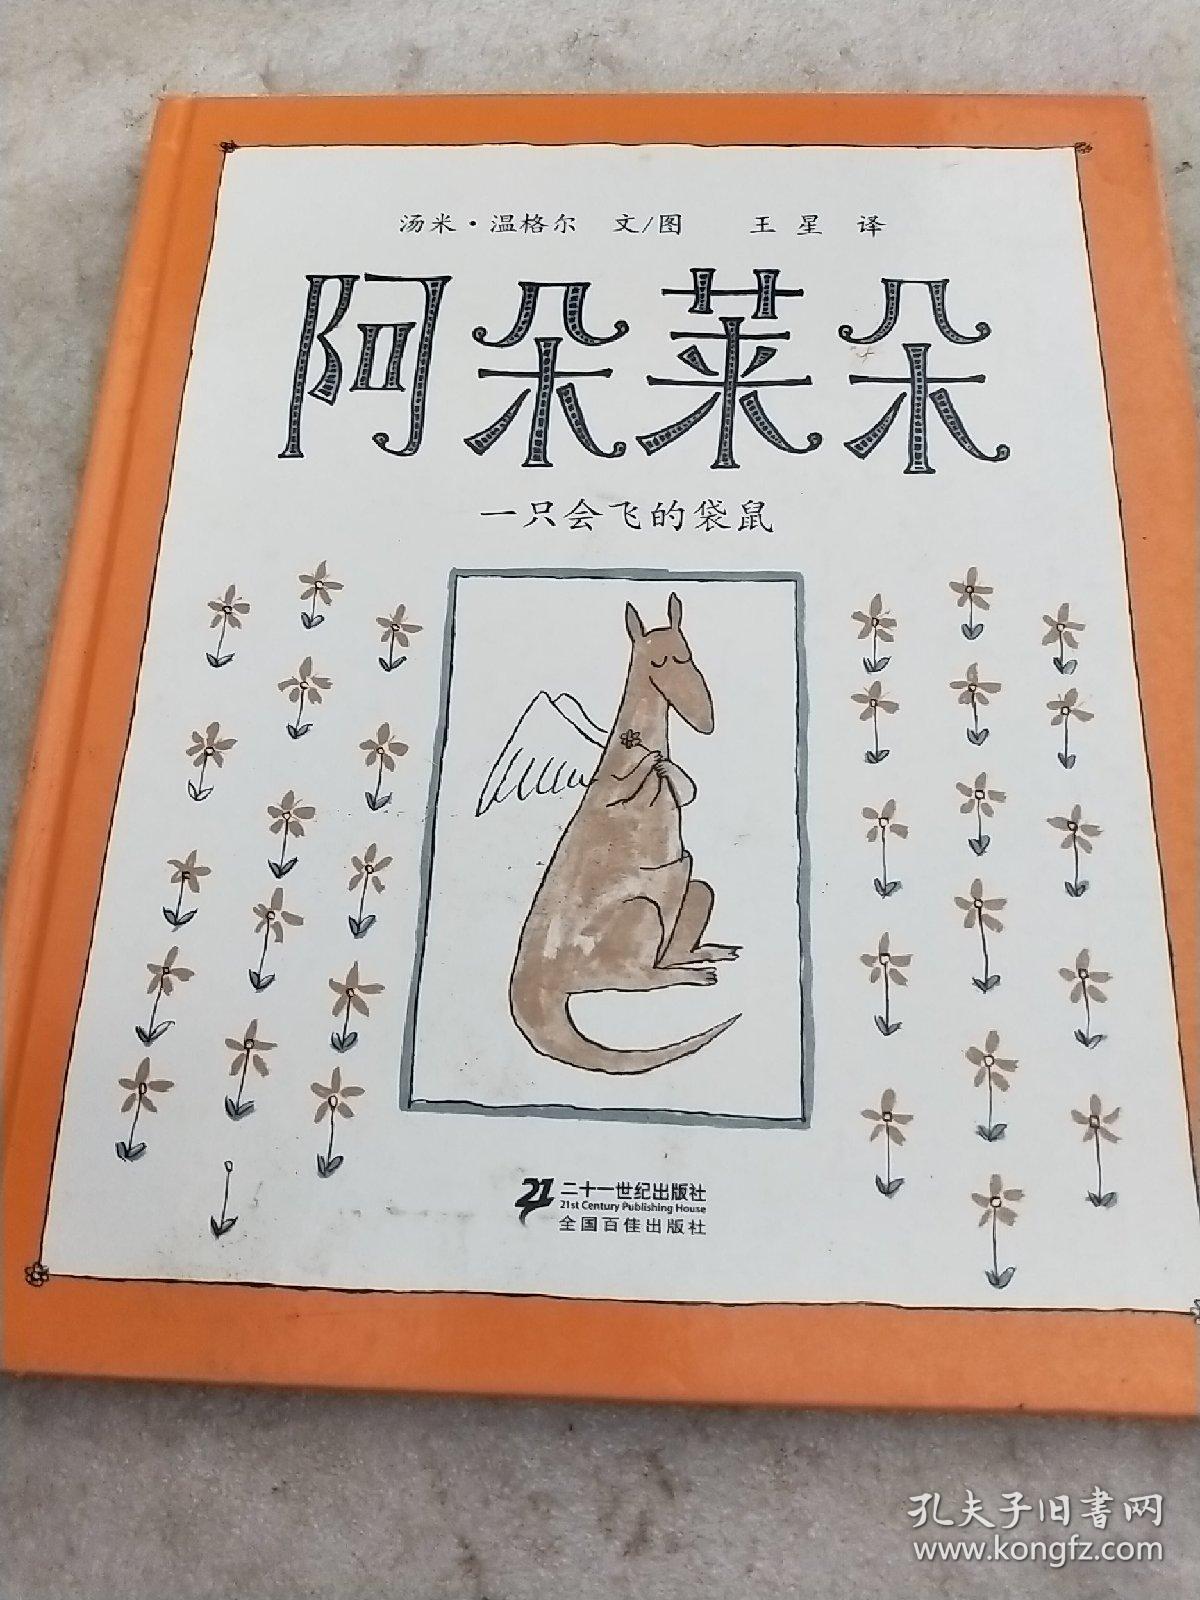 汤米·温格尔 文/图 王星 译
阿朵莱朵
一只会飞的袋鼠
21 二十一世纪出版社
21st Century Publishing House
全国百佳出版社
孔夫子旧书网
www.kongfz.com